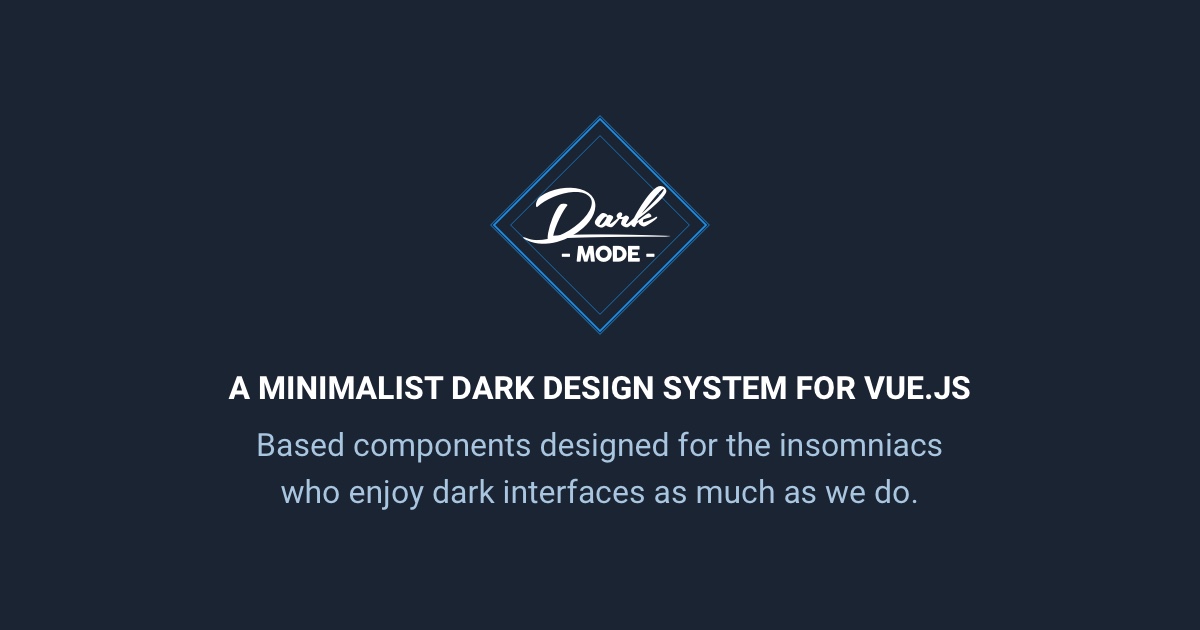 Dark
- MODE -
A MINIMALIST DARK DESIGN SYSTEM FOR VUE.JS
Based components designed for the insomniacs
who enjoy dark interfaces as much as we do.